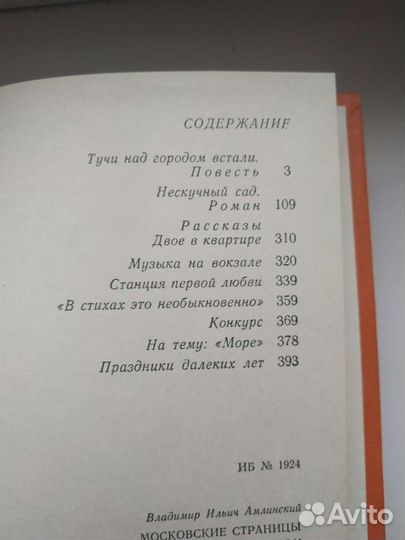 СОДЕРЖАНИЕ
Тучи над городом встали.
Повесть 3
Нескучный сад.
Роман 109
Рассказы
Двое в квартире 310
Музыка на вокзале 320
Станция первой любви 339
«В стихах это необыкновенно» 359
Конкурс 369
На тему: «Море» 378
Праздники далеких лет 393
ИБ № 1924
Владимир Ильич Амлинский
МОСКОВСКИЕ СТРАНИЦЫ
Avito